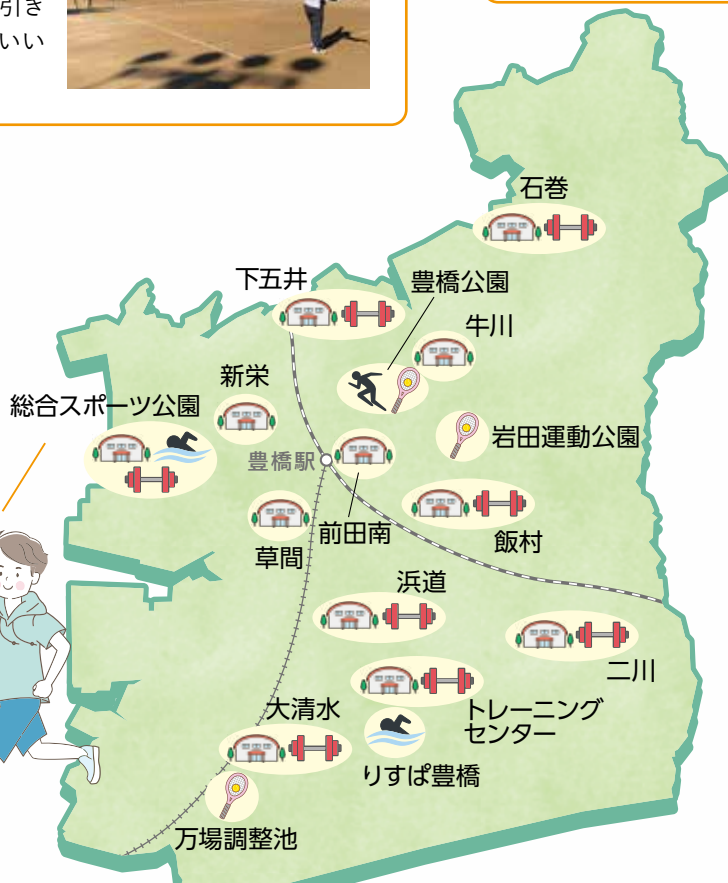 引き
いい
石巻
下五井
豊橋公園
牛川
新栄
総合スポーツ公園
岩田運動公園
豊橋駅
前田南
飯村
草間
浜道
二川
トレーニング
センター
大清水
りすぱ豊橋
万場調整池